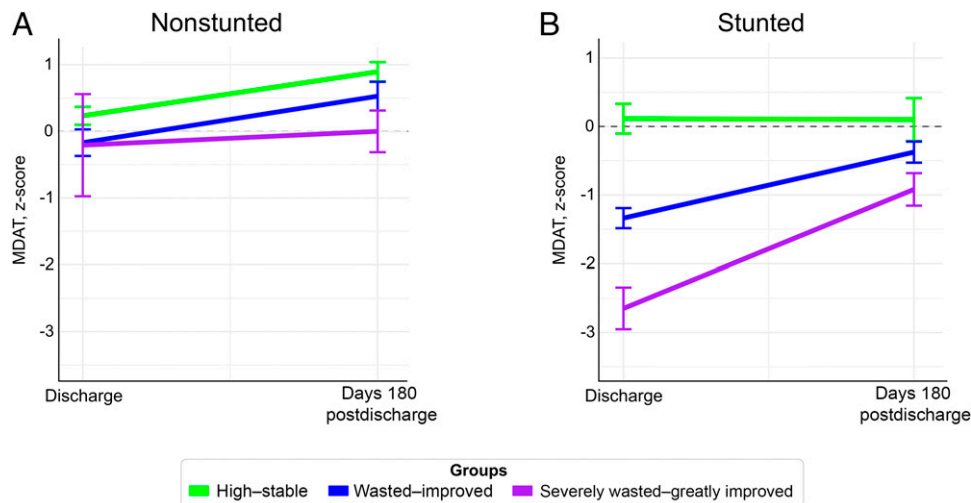 A
Nonstunted
MDAT, z-score
1
0
-1
-2
-3
Discharge
Days 180
postdischarge
B
Stunted
MDAT, z-score
1
0
-1
-2
-3
Discharge
Days 180
postdischarge
Groups
High–stable Wasted–improved Severely wasted–greatly improved